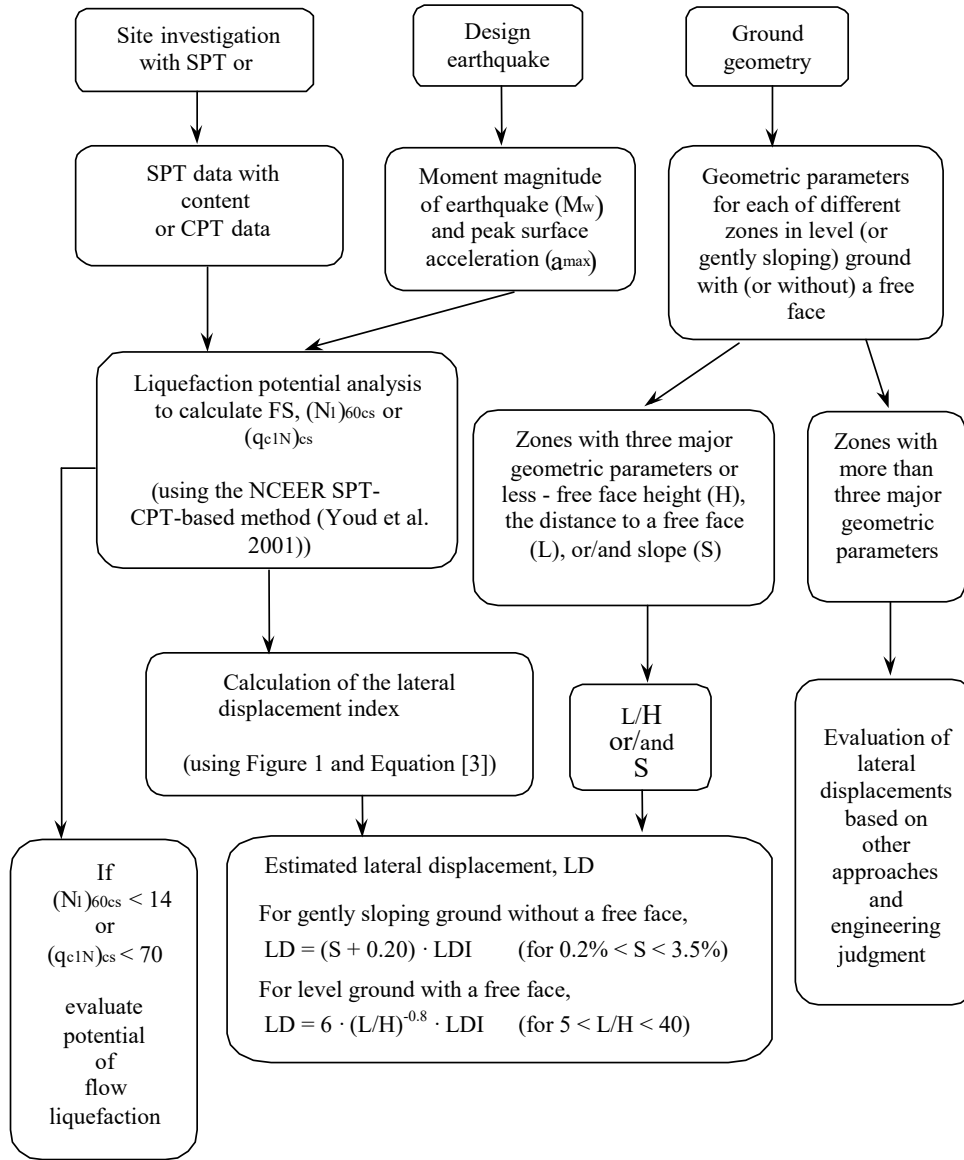 Site investigation
with SPT or
Design
earthquake
Ground
geometry
SPT data with
content
or CPT data
Moment magnitude
of earthquake (Mw)
and peak surface
acceleration (amax)
Geometric parameters
for each of different
zones in level (or
gently sloping) ground
with (or without) a free
face
Liquefaction potential analysis
to calculate FS, (N1)60cs or
(qc1N)cs
(using the NCEER SPT-
CPT-based method (Youd et al.
2001))
Zones with three major
geometric parameters or
less - free face height (H),
the distance to a free face
(L), or/and slope (S)
Zones with
more than
three major
geometric
parameters
Calculation of the lateral
displacement index
(using Figure 1 and Equation [3])
L/H
or/and
S
Evaluation of
lateral
displacements
based on
other
approaches
and
engineering
judgment
If
(N1)60cs < 14
or
(qc1N)cs < 70
evaluate
potential
of
flow
liquefaction
Estimated lateral displacement, LD
For gently sloping ground without a free face,
LD = (S + 0.20) · LDI (for 0.2% < S < 3.5%)
For level ground with a free face,
LD = 6 · (L/H)^-0.8 · LDI (for 5 < L/H < 40)